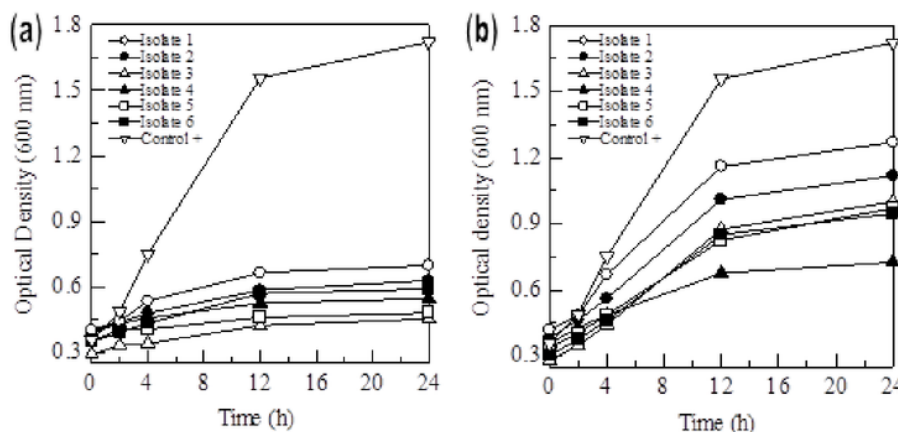 (a)
1.8
1.5
1.2
0.9
0.6
0.3
Optical Density (600 nm)
Isolate 1
Isolate 2
Isolate 3
Isolate 4
Isolate 5
Isolate 6
Control +
0 4 8 12 16 20 24
Time (h)
(b)
1.8
1.5
1.2
0.9
0.6
0.3
Optical density (600 nm)
Isolate 1
Isolate 2
Isolate 3
Isolate 4
Isolate 5
Isolate 6
Control +
0 4 8 12 16 20 24
Time (h)